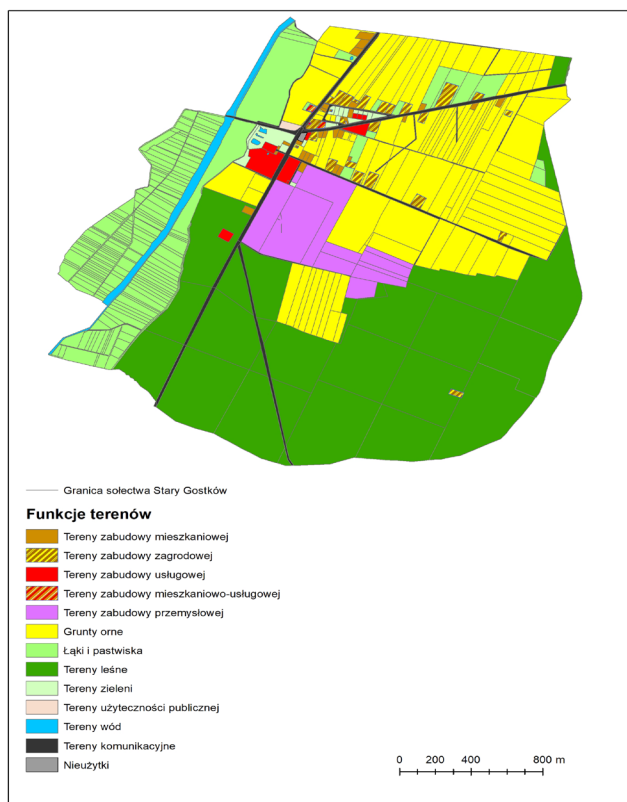 Granica sołectwa Stary Gostków
Funkcje terenów
Tereny zabudowy mieszkaniowej
Tereny zabudowy zagrodowej
Tereny zabudowy usługowej
Tereny zabudowy mieszkaniowo-usługowej
Tereny zabudowy przemysłowej
Grunty orne
Łąki i pastwiska
Tereny leśne
Tereny zieleni
Tereny użyteczności publicznej
Tereny wód
Tereny komunikacyjne
Nieużytki
0 200 400 800 m